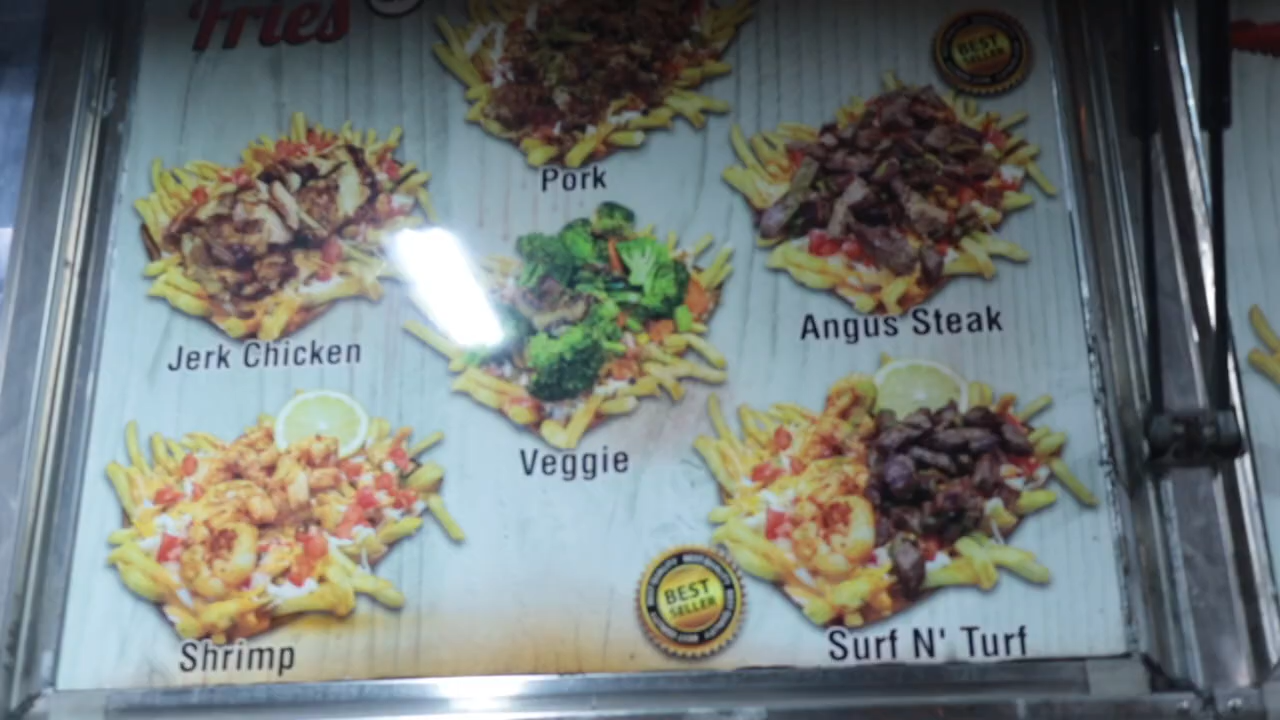 Fries
BEST
SELLER
Pork
Angus Steak
Jerk Chicken
Veggie
BEST
SELLER
Surf N' Turf
Shrimp